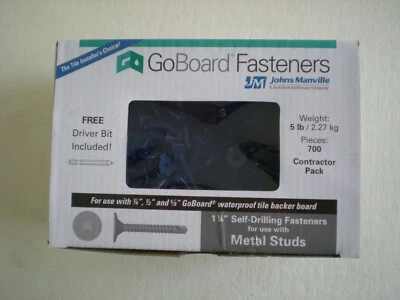 The Tile Installer's Choice!
GoBoard® Fasteners
JM Johns Manville
A Berkshire Hathaway Company
FREE
Driver Bit
Included!
Weight:
5 lb / 2.27 kg
Pieces:
700
Contractor
Pack
For use with ¼", ½" and ⅝" GoBoard® waterproof tile backer board
Self-Drilling Fasteners
for use with
Metal Studs